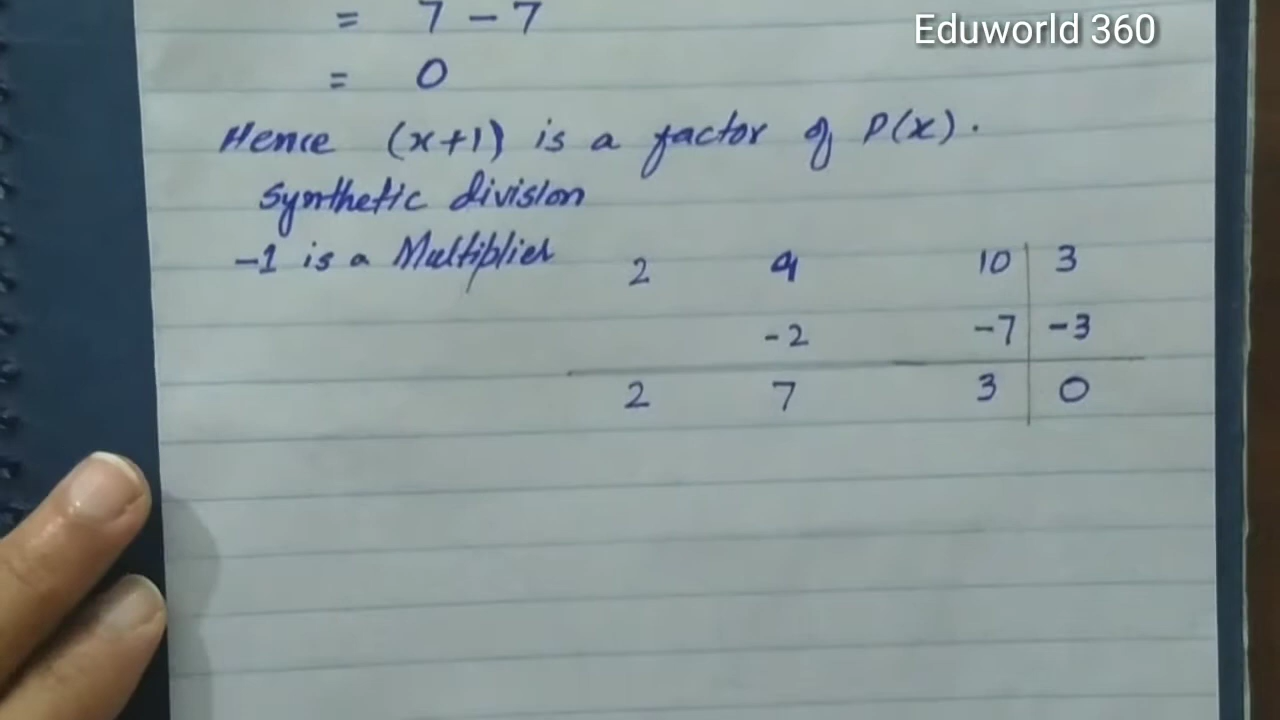 = 7 - 7
Eduworld 360
= 0
Hence (x+1) is a factor of P(x).
Synthetic division
-1 is a Multiplier 2 9 10 3
-2 -7 -3
2 7 3 0